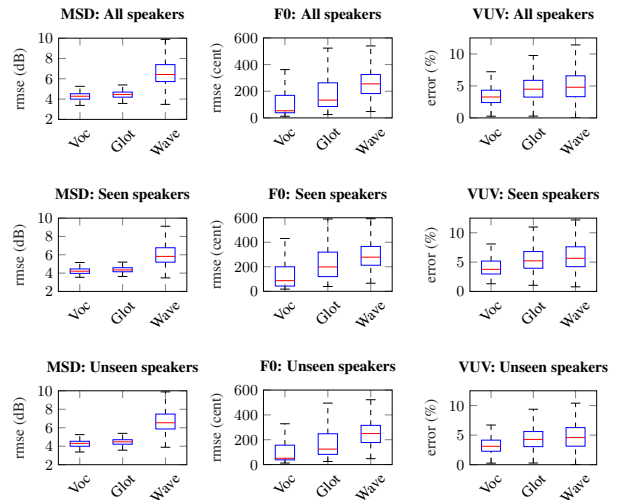 MSD: All speakers
rmse (dB)
10
8
6
4
2
Voc Glot Wave
F0: All speakers
rmse (cent)
600
400
200
0
Voc Glot Wave
VUV: All speakers
error (%)
10
5
0
Voc Glot Wave
MSD: Seen speakers
rmse (dB)
10
8
6
4
2
Voc Glot Wave
F0: Seen speakers
rmse (cent)
600
400
200
0
Voc Glot Wave
VUV: Seen speakers
error (%)
10
5
0
Voc Glot Wave
MSD: Unseen speakers
rmse (dB)
10
8
6
4
2
Voc Glot Wave
F0: Unseen speakers
rmse (cent)
600
400
200
0
Voc Glot Wave
VUV: Unseen speakers
error (%)
10
5
0
Voc Glot Wave